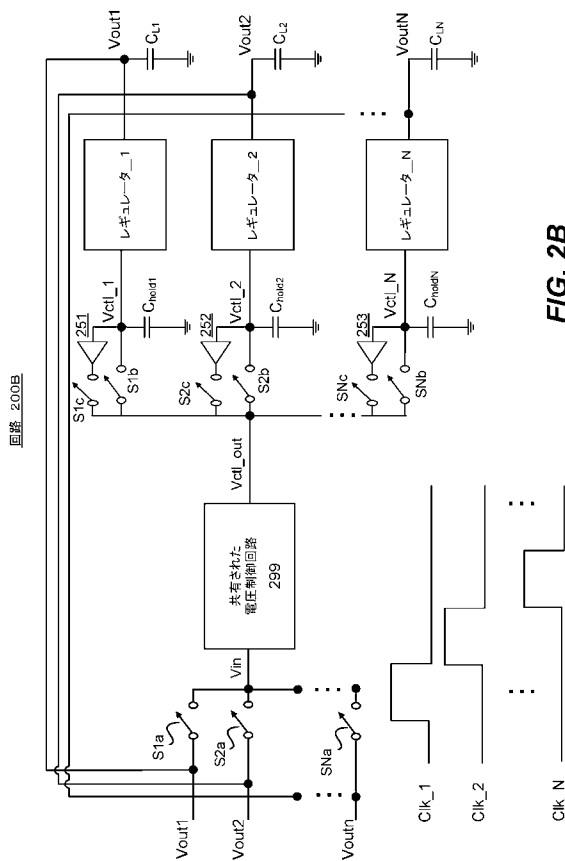 回路 200B
Vout1
Vout2
Voutn
S1a
S2a
SNa
Vin
共有された
電圧制御回路
299
Vctl_out
S1c
S1b
251
Vctl_1
Chold1
レギュレータ_1
Vout1
CL1
S2c
S2b
252
Vctl_2
Chold2
レギュレータ_2
Vout2
CL2
SNc
SNb
253
Vctl_N
CholdN
レギュレータ_N
VoutN
CLN
Clk_1
Clk_2
Clk_N
FIG. 2B